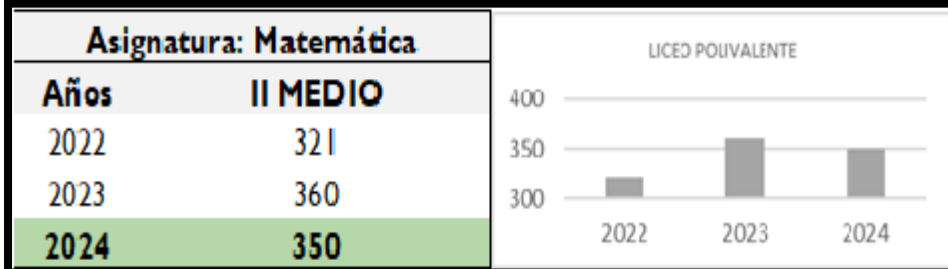 Asignatura: Matemática
Años II MEDIO
2022 321
2023 360
2024 350
LICEO POLIVALENTE
400
350
300
2022 2023 2024